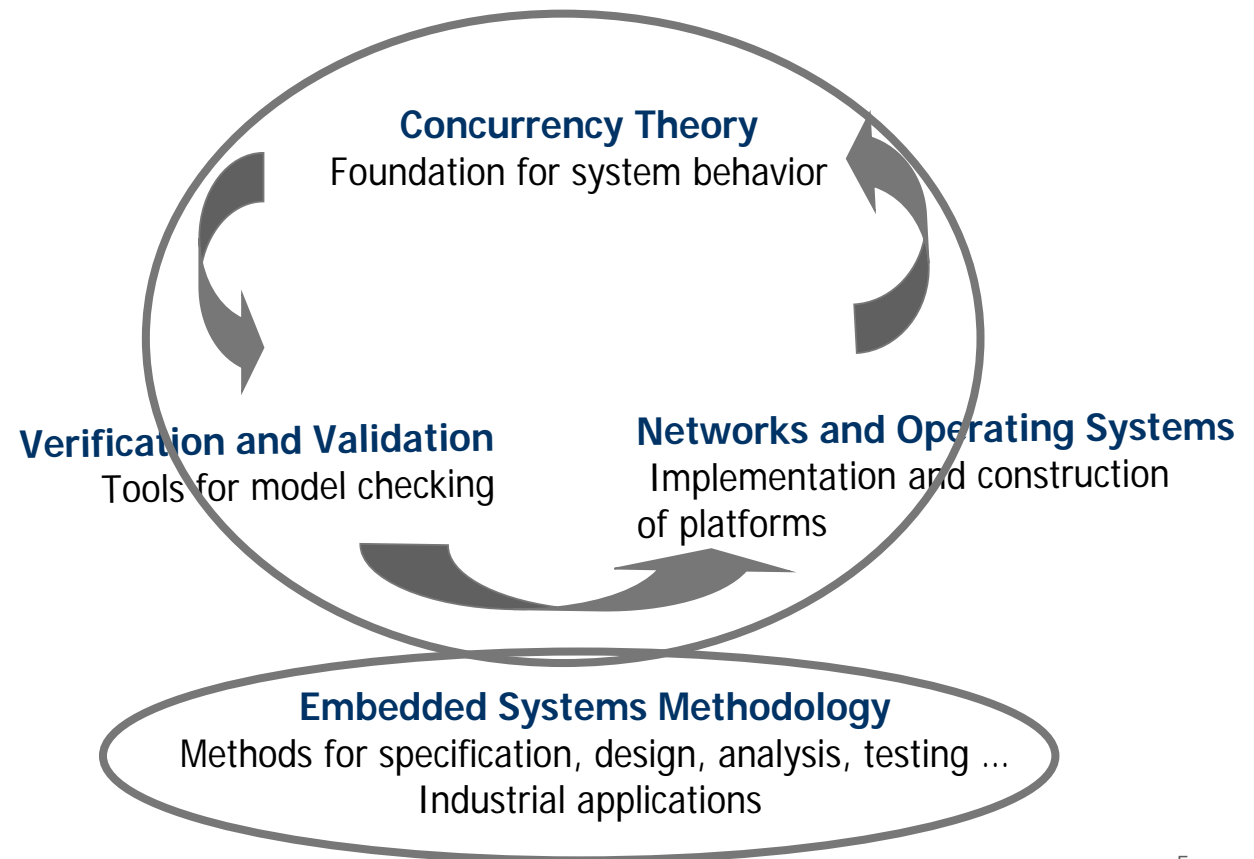 Concurrency Theory
Foundation for system behavior
Verification and Validation
Tools for model checking
Networks and Operating Systems
Implementation and construction
of platforms
Embedded Systems Methodology
Methods for specification, design, analysis, testing ...
Industrial applications
5